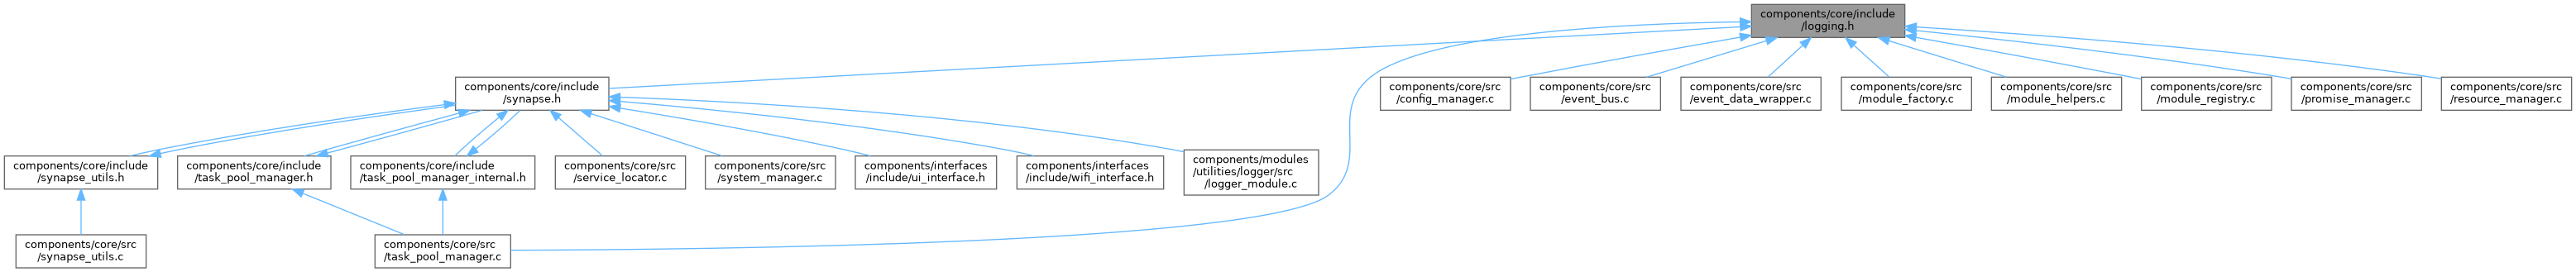 components/core/include
/logging.h
components/core/include
/synapse.h
components/core/src
/config_manager.c
components/core/src
/event_bus.c
components/core/src
/event_data_wrapper.c
components/core/src
/module_factory.c
components/core/src
/module_helpers.c
components/core/src
/module_registry.c
components/core/src
/promise_manager.c
components/core/src
/resource_manager.c
components/core/include
/synapse_utils.h
components/core/include
/task_pool_manager.h
components/core/include
/task_pool_manager_internal.h
components/core/src
/service_locator.c
components/core/src
/system_manager.c
components/interfaces
/include/ui_interface.h
components/interfaces
/include/wifi_interface.h
components/modules
/utilities/logger/src
/logger_module.c
components/core/src
/synapse_utils.c
components/core/src
/task_pool_manager.c